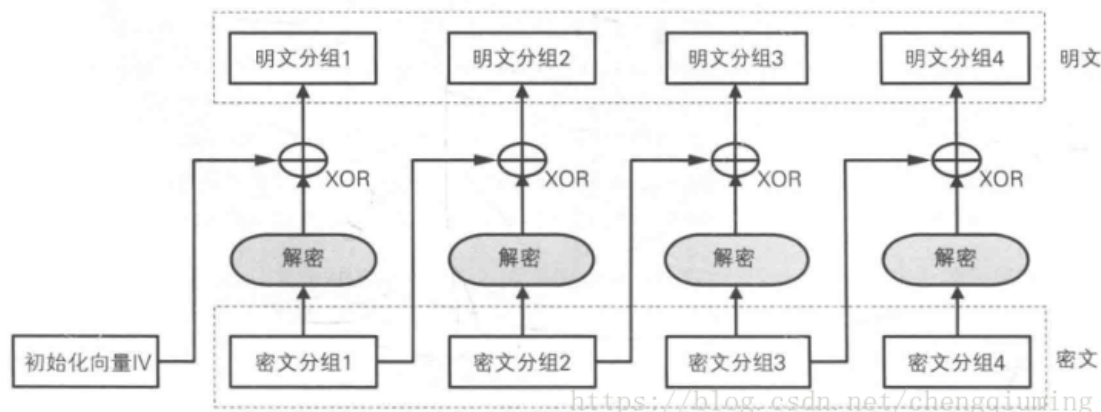 明文分组1 明文分组2 明文分组3 明文分组4 明文
XOR XOR XOR XOR
解密 解密 解密 解密
初始化向量IV 密文分组1 密文分组2 密文分组3 密文分组4 密文
https://blog.csdn.net/chengqiuming